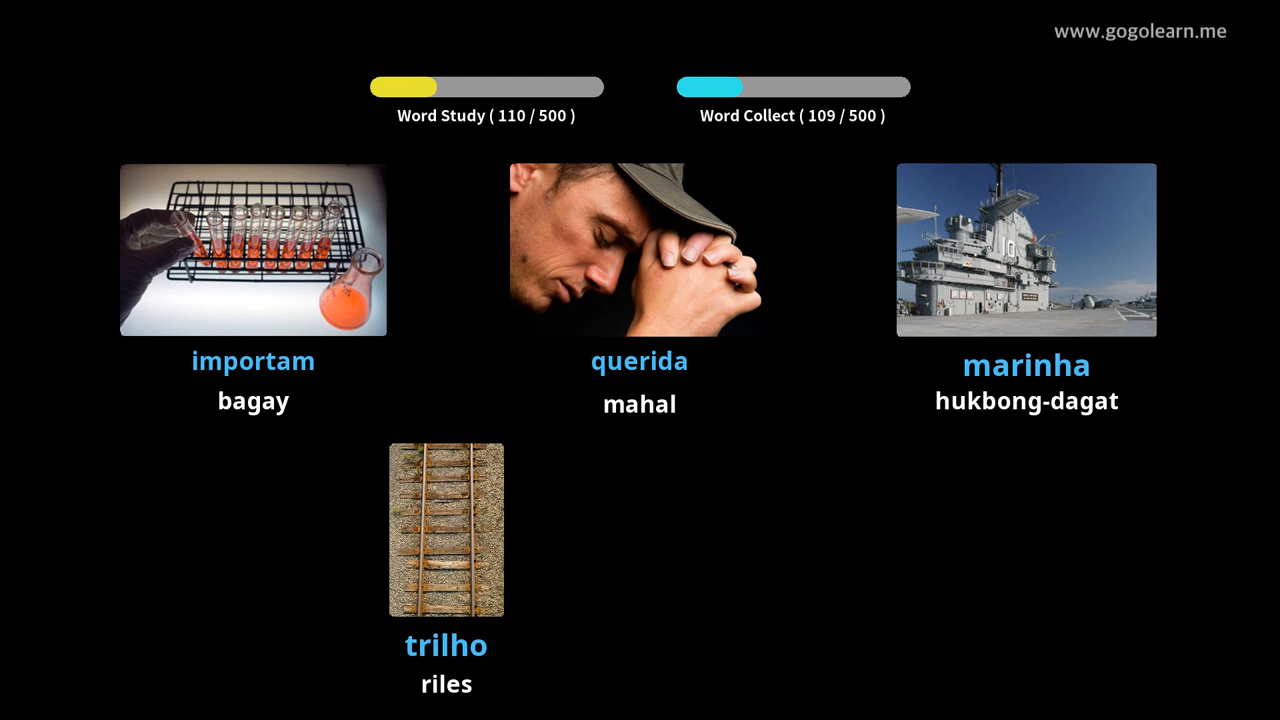 www.gogolearn.me
Word Study ( 110 / 500 )
Word Collect ( 109 / 500 )
10
importam
bagay
querida
mahal
marinha
hukbong-dagat
trilho
riles